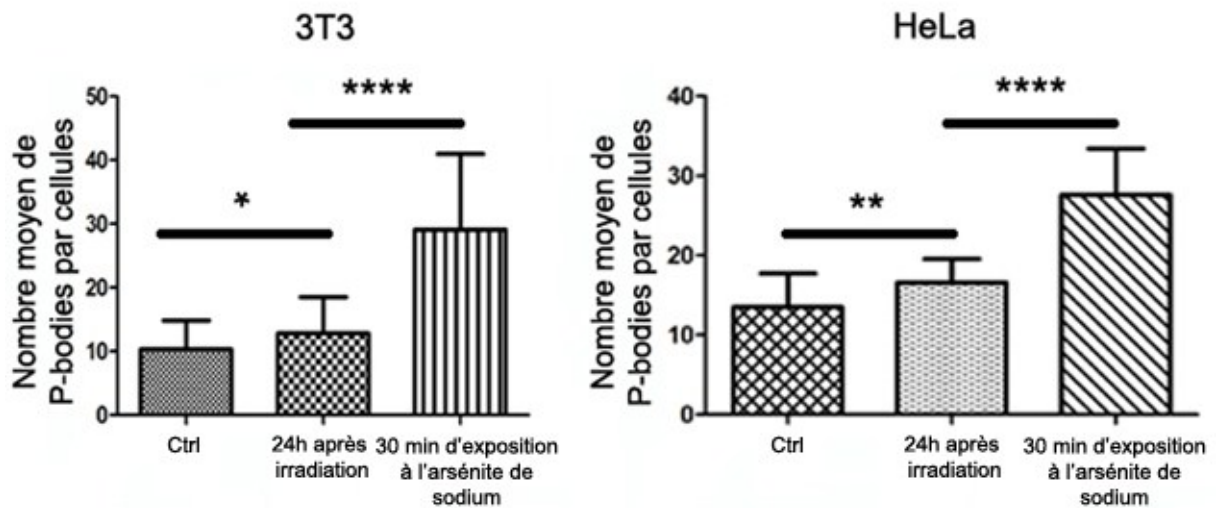 3T3
Nombre moyen de
P-bodies par cellules
50
40
30
20
10
0
*
****
Ctrl
24h après
irradiation
30 min d'exposition
à l'arsénite de
sodium
HeLa
Nombre moyen de
P-bodies par cellules
40
30
20
10
0
**
****
Ctrl
24h après
irradiation
30 min d'exposition
à l'arsénite de
sodium